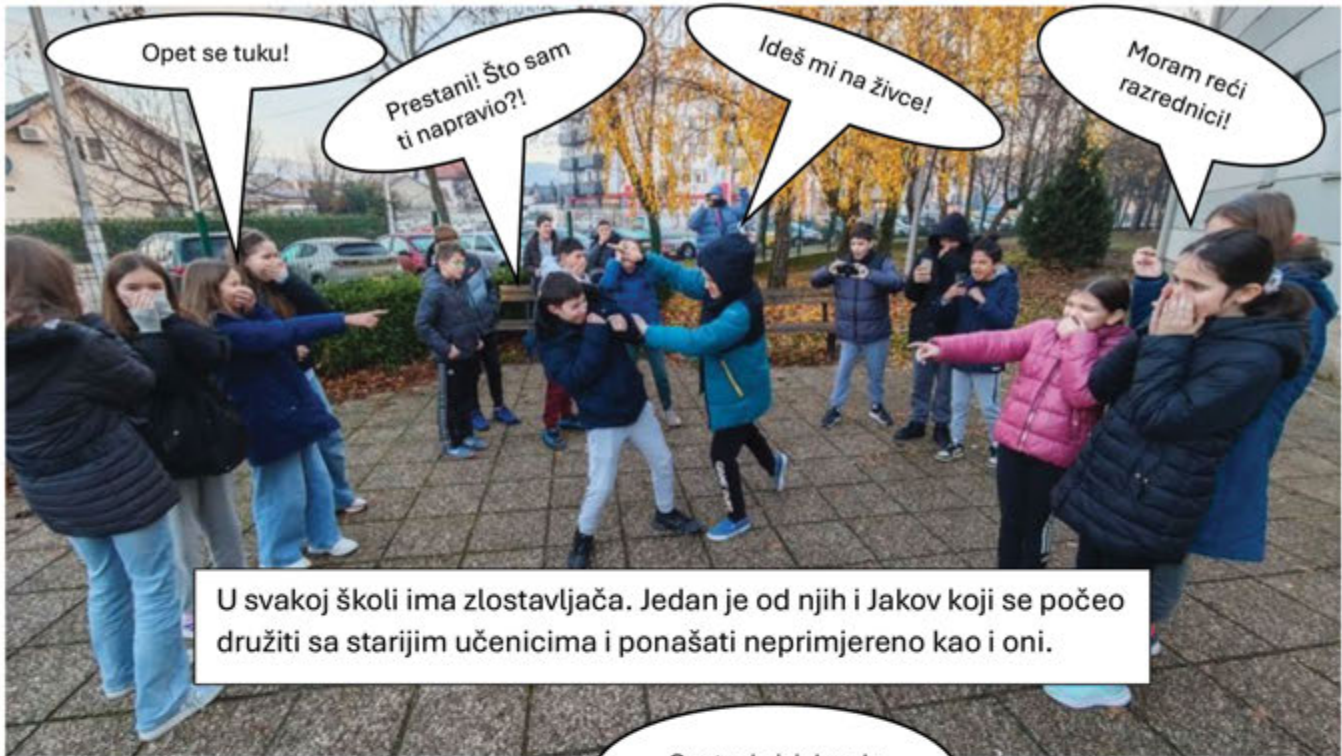 Opet se tuku!
Prestani! Što sam
ti napravio?!
Ideš mi na živce!
Moram reći
razrednici!
U svakoj školi ima zlostavljača. Jedan je od njih i Jakov koji se počeo
družiti sa starijim učenicima i ponašati neprimjereno kao i oni.